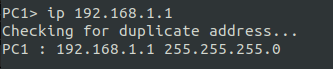 PC1> ip 192.168.1.1
Checking for duplicate address...
PC1 : 192.168.1.1 255.255.255.0